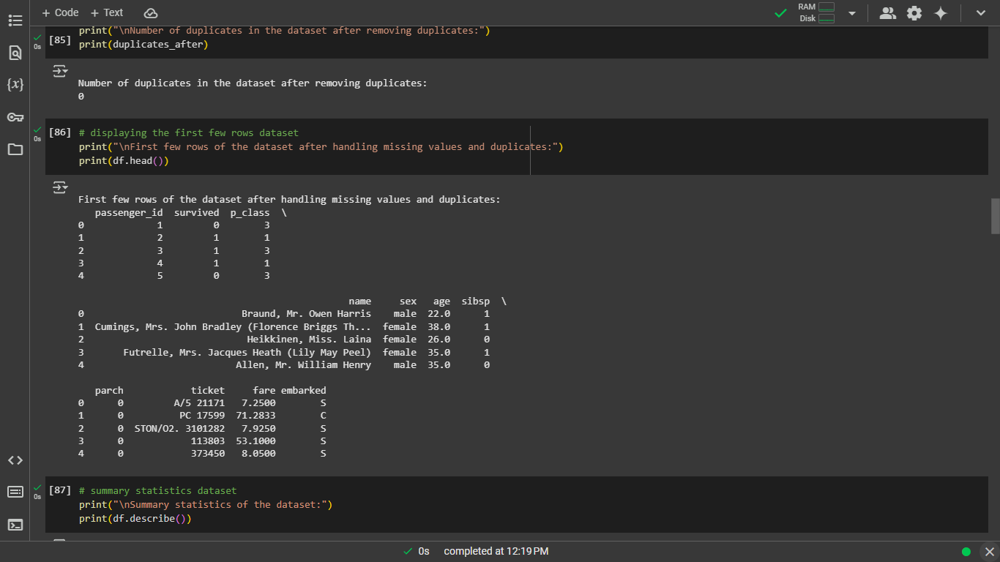 + Code + Text
RAM
Disk
print("\nNumber of duplicates in the dataset after removing duplicates:")
[85] print(duplicates_after)
0s
Number of duplicates in the dataset after removing duplicates:
0
{x}
[86] # displaying the first few rows dataset
0s
print("\nFirst few rows of the dataset after handling missing values and duplicates:")
print(df.head())
First few rows of the dataset after handling missing values and duplicates:
passenger_id survived p_class \
0 1 0 3
1 2 1 1
2 3 1 3
3 4 1 1
4 5 0 3
name sex age sibsp \
0 Braund, Mr. Owen Harris male 22.0 1
1 Cumings, Mrs. John Bradley (Florence Briggs Th... female 38.0 1
2 Heikkinen, Miss. Laina female 26.0 0
3 Futrelle, Mrs. Jacques Heath (Lily May Peel) female 35.0 1
4 Allen, Mr. William Henry male 35.0 0
parch ticket fare embarked
0 0 A/5 21171 7.2500 S
1 0 PC 17599 71.2833 C
2 0 STON/O2. 3101282 7.9250 S
3 0 113803 53.1000 S
4 0 373450 8.0500 S
[87] # summary statistics dataset
0s
print("\nSummary statistics of the dataset:")
print(df.describe())
0s completed at 12:19 PM